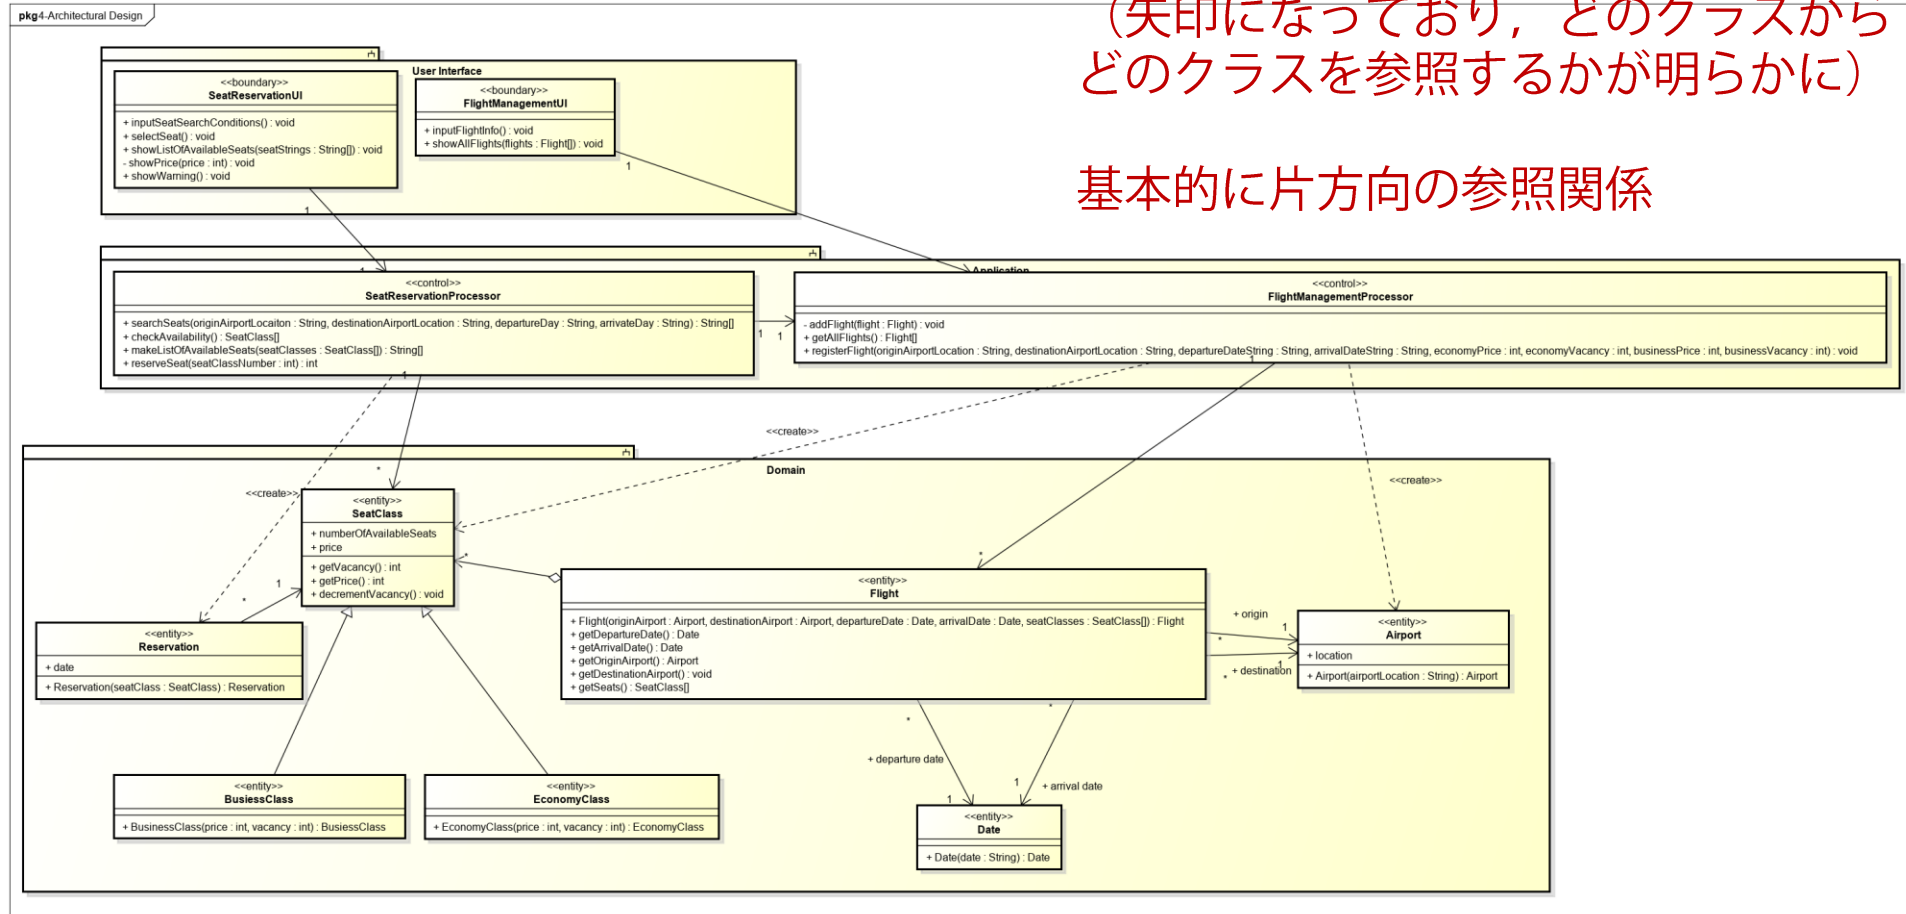 pkg4-Architectural Design
（矢印になっており，どのクラスから
どのクラスを参照するかが明らかに）
基本的に片方向の参照関係
User Interface
<<boundary>>
SeatReservationUI
+ inputSeatSearchConditions() : void
+ selectSeat() : void
+ showListOfAvailableSeats(seatStrings : String[]) : void
- showPrice(price : int) : void
+ showWarning() : void
<<boundary>>
FlightManagementUI
+ inputFlightInfo() : void
+ showAllFlights(flights : Flight[]) : void
1
1
1
Application
<<control>>
SeatReservationProcessor
+ searchSeats(originAirportLocaiton : String, destinationAirportLocation : String, departureDay : String, arrivateDay : String) : String[]
+ checkAvailability() : SeatClass[]
+ makeListOfAvailableSeats(seatClasses : SeatClass[]) : String[]
+ reserveSeat(seatClassNumber : int) : int
1
1
<<control>>
FlightManagementProcessor
- addFlight(flight : Flight) : void
+ getAllFlights() : Flight[]
+ registerFlight(originAirportLocation : String, destinationAirportLocation : String, departureDateString : String, arrivalDateString : String, economyPrice : int, economyVacancy : int, businessPrice : int, businessVacancy : int) : void
1
1
<<create>>
<<create>>
<<create>>
Domain
*
<<entity>>
SeatClass
+ numberOfAvailableSeats
+ price
+ getVacancy() : int
+ getPrice() : int
+ decrementVacancy() : void
*
*
1
*
<<entity>>
Reservation
+ date
+ Reservation(seatClass : SeatClass) : Reservation
<<entity>>
Flight
+ Flight(originAirport : Airport, destinationAirport : Airport, departureDate : Date, arrivalDate : Date, seatClasses : SeatClass[]) : Flight
+ getDepartureDate() : Date
+ getArrivalDate() : Date
+ getOriginAirport() : Airport
+ getDestinationAirport() : void
+ getSeats() : SeatClass[]
+ origin
1
*
+ destination
1
*
<<entity>>
Airport
+ location
+ Airport(airportLocation : String) : Airport
*
*
+ departure date
1
+ arrival date
1
<<entity>>
BusiessClass
+ BusinessClass(price : int, vacancy : int) : BusiessClass
<<entity>>
EconomyClass
+ EconomyClass(price : int, vacancy : int) : EconomyClass
<<entity>>
Date
+ Date(date : String) : Date